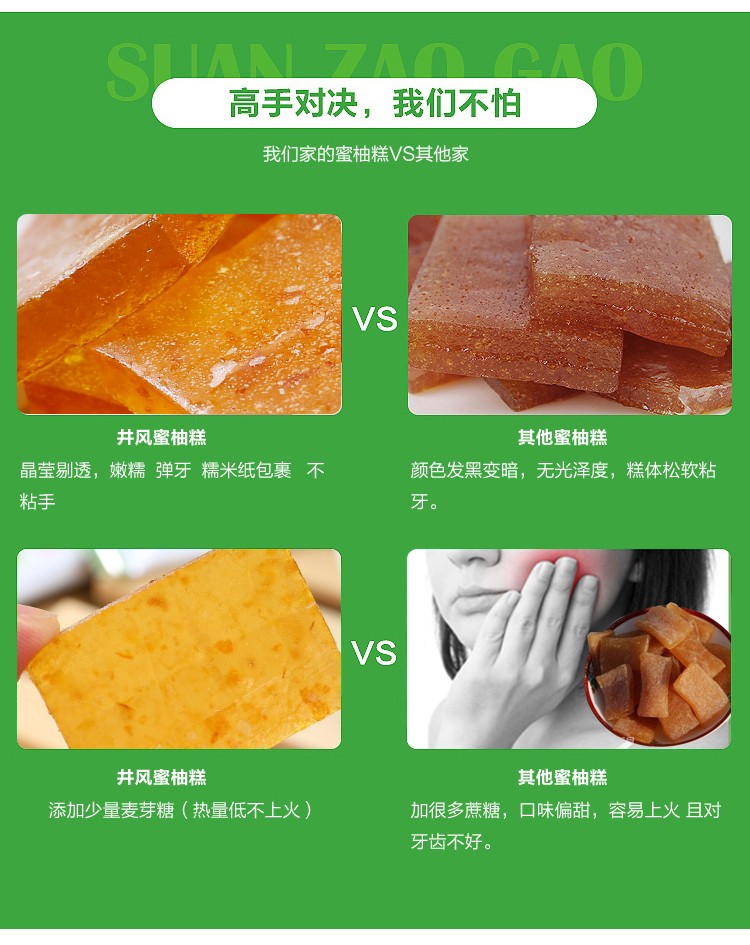 SUAN ZAO GAO
高手对决，我们不怕
我们家的蜜柚糕VS其他家
VS
井风蜜柚糕
其他蜜柚糕
晶莹剔透，嫩糯 弹牙 糯米纸包裹 不
粘手
颜色发黑变暗，无光泽度，糕体松软粘
牙。
VS
井风蜜柚糕
其他蜜柚糕
添加少量麦芽糖（热量低不上火）
加很多蔗糖，口味偏甜，容易上火 且对
牙齿不好。